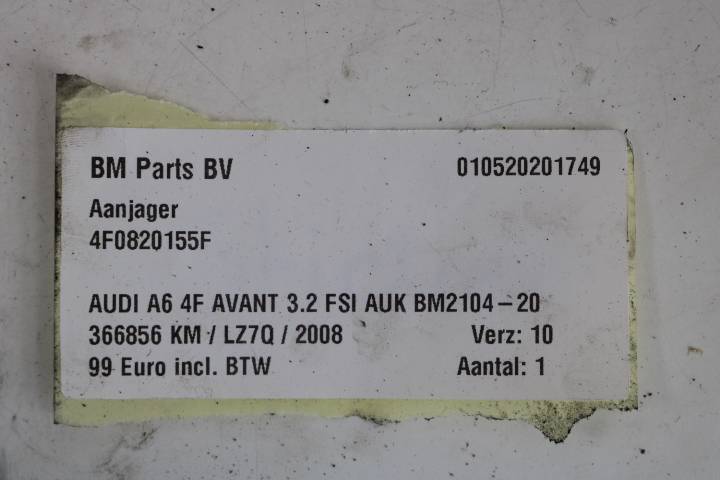 BM Parts BV 010520201749
Aanjager
4F0820155F
AUDI A6 4F AVANT 3.2 FSI AUK BM2104-20
366856 KM / LZ7Q / 2008 Verz: 10
99 Euro incl. BTW Aantal: 1